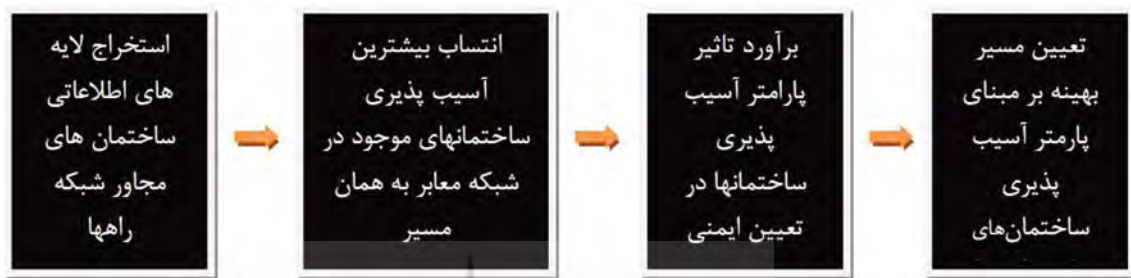 استخراج لایه
های اطلاعاتی
ساختمان های
مجاور شبکه
راهها
انتساب بیشترین
آسیب پذیری
ساختمانهای موجود در
شبکه معابر به همان
مسیر
برآورد تاثیر
پارامتر آسیب
پذیری
ساختمانها در
تعیین ایمنی
تعیین مسیر
بهینه بر مبنای
پارمتر آسیب
پذیری
ساختمان‌های